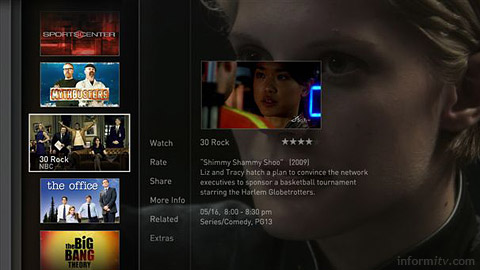 SPORTSCENTER
MYTHBUSTERS
30 Rock
NBC
the office
the
BIG
BANG
THEORY
Watch
Rate
Share
More Info
Related
Extras
30 Rock ★★★★
"Shimmy Shammy Shoo" [2009]
Liz and Tracy hatch a plan to convince the network
executives to sponsor a basketball tournament
starring the Harlem Globetrotters.
05/16, 8:00 - 8:30 pm
Series/Comedy, PG13
informitv.com